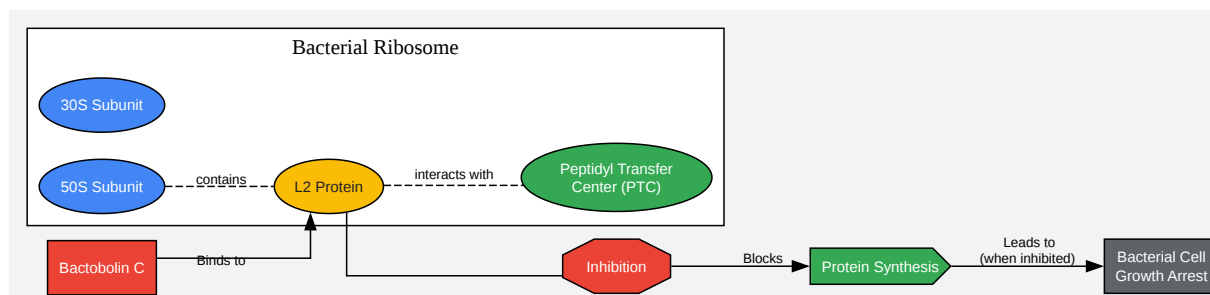 Bacterial Ribosome
30S Subunit
50S Subunit
contains
L2 Protein
interacts with
Peptidyl Transfer
Center (PTC)
Bactobolin C
Binds to
Inhibition
Blocks
Protein Synthesis
Leads to
(when inhibited)
Bacterial Cell
Growth Arrest